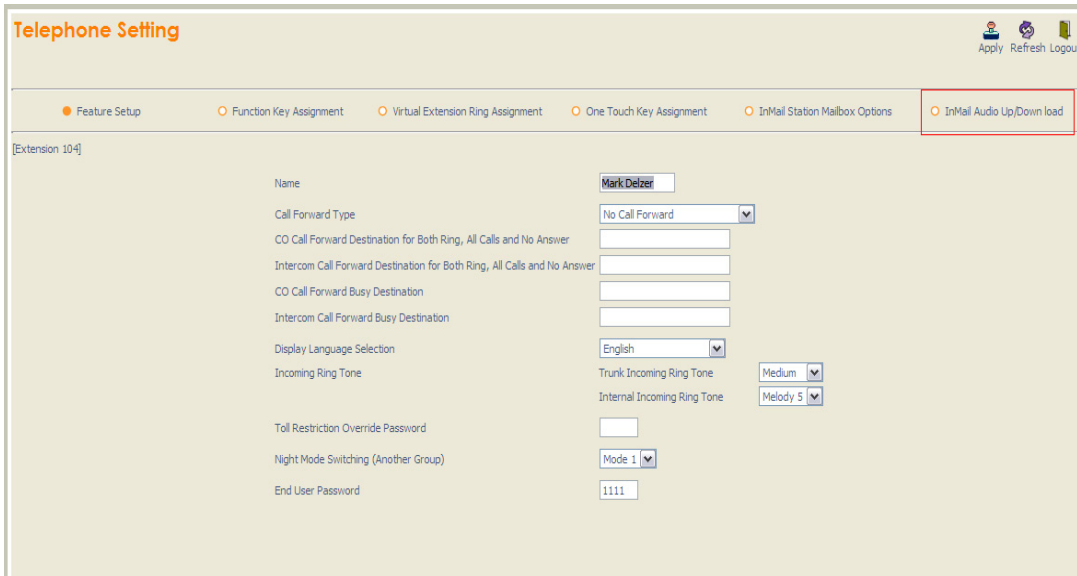 Telephone Setting
Apply Refresh Logou
Feature Setup Function Key Assignment Virtual Extension Ring Assignment One Touch Key Assignment InMail Station Mailbox Options InMail Audio Up/Down load
[Extension 104]
Name Mark Delzer
Call Forward Type No Call Forward
CO Call Forward Destination for Both Ring, All Calls and No Answer
Intercom Call Forward Destination for Both Ring, All Calls and No Answer
CO Call Forward Busy Destination
Intercom Call Forward Busy Destination
Display Language Selection English
Incoming Ring Tone Trunk Incoming Ring Tone Medium
Internal Incoming Ring Tone Melody 5
Toll Restriction Override Password
Night Mode Switching (Another Group) Mode 1
End User Password 1111